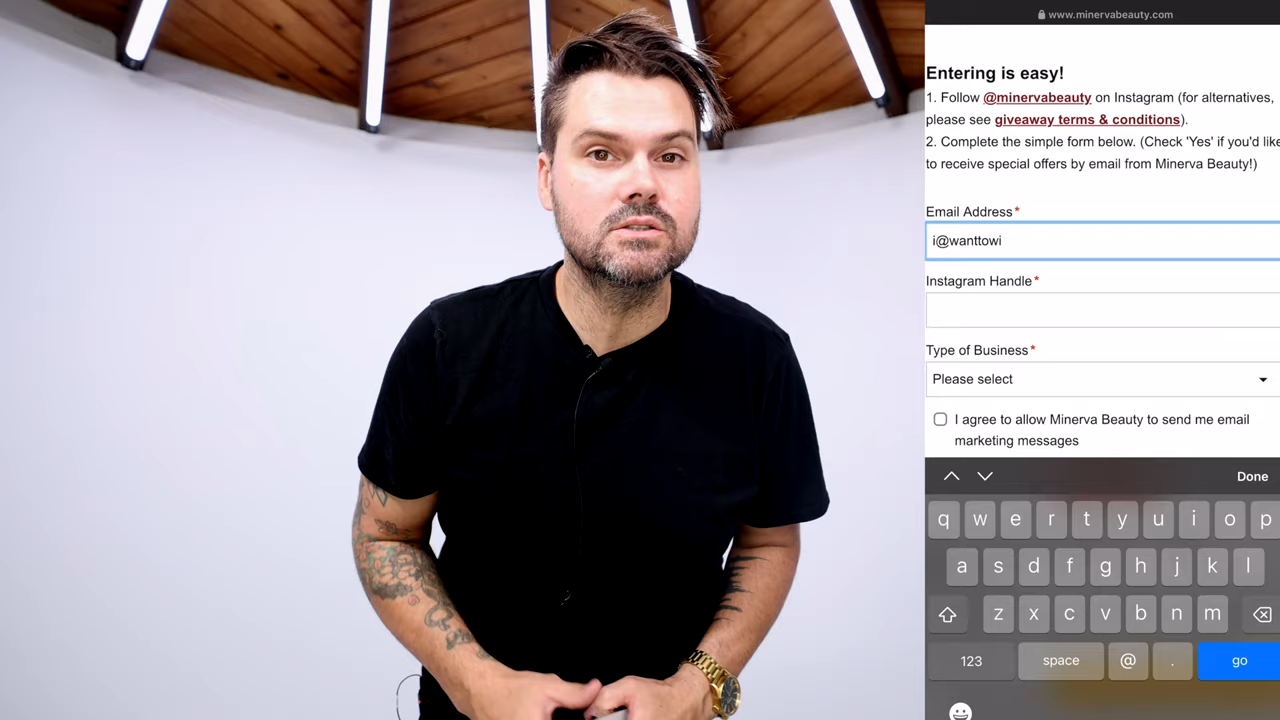 www.minervabeauty.com
Entering is easy!
1. Follow @minervabeauty on Instagram (for alternatives,
please see giveaway terms & conditions).
2. Complete the simple form below. (Check 'Yes' if you'd like
to receive special offers by email from Minerva Beauty!)
Email Address*
i@wanttowi
Instagram Handle*
Type of Business*
Please select
I agree to allow Minerva Beauty to send me email
marketing messages
Done
q w e r t y u i o p
a s d f g h j k l
z x c v b n m
123 space @ . go